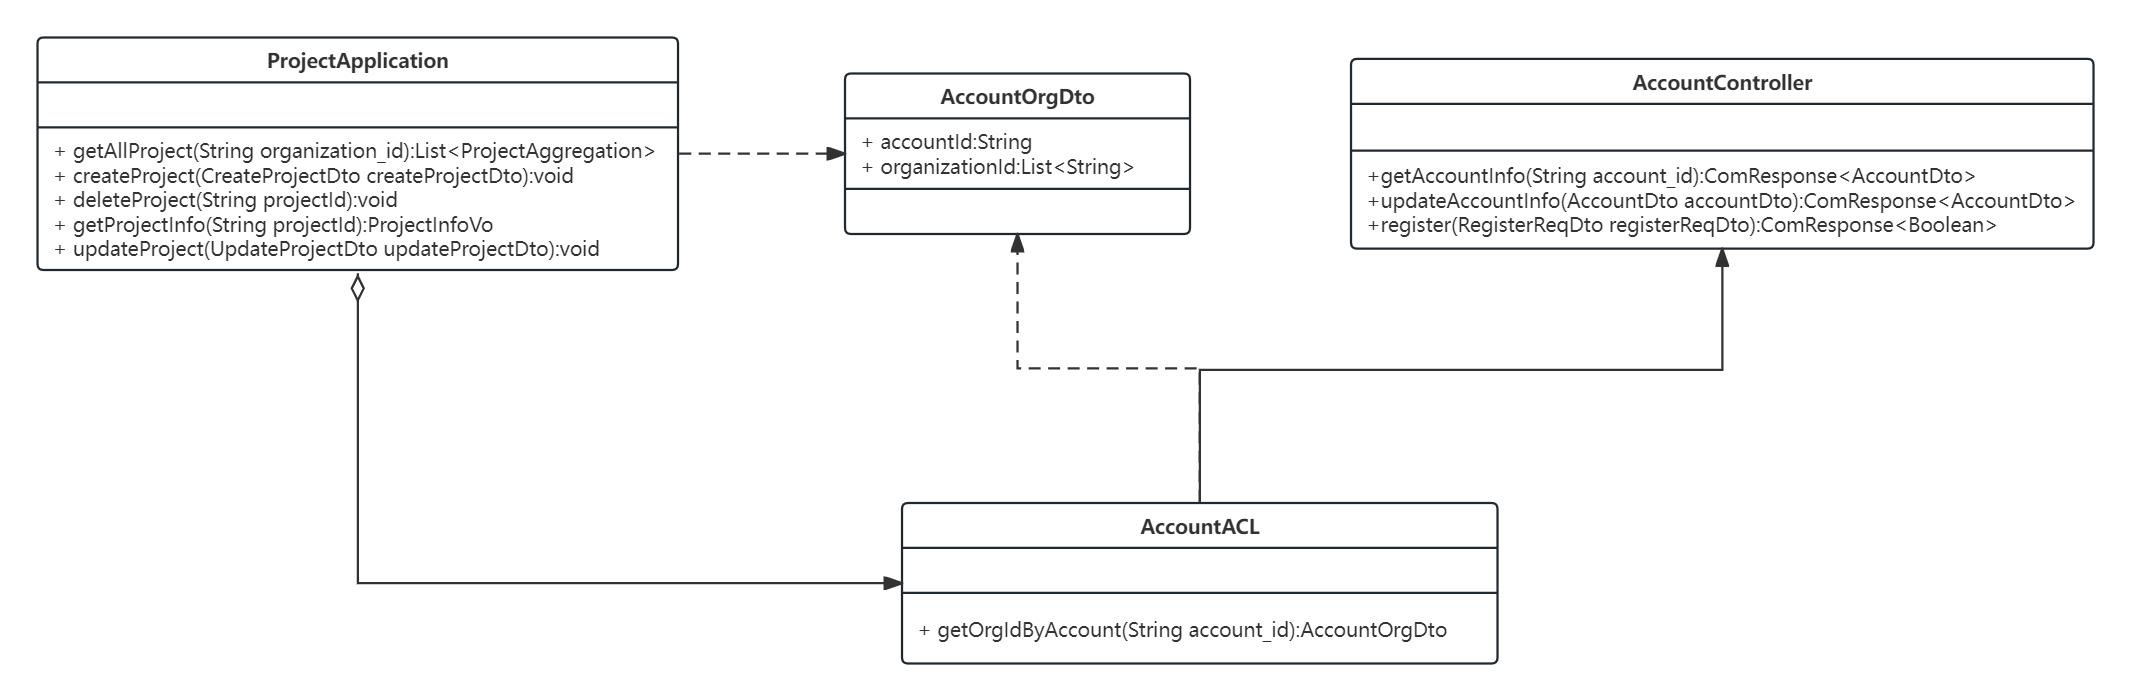 ProjectApplication
+ getAllProject(String organization_id):List<ProjectAggregation>
+ createProject(CreateProjectDto createProjectDto):void
+ deleteProject(String projectId):void
+ getProjectInfo(String projectId):ProjectInfoVo
+ updateProject(UpdateProjectDto updateProjectDto):void
AccountOrgDto
+ accountId:String
+ organizationId:List<String>
AccountController
+getAccountInfo(String account_id):ComResponse<AccountDto>
+updateAccountInfo(AccountDto accountDto):ComResponse<AccountDto>
+register(RegisterReqDto registerReqDto):ComResponse<Boolean>
AccountACL
+ getOrgIdByAccount(String account_id):AccountOrgDto